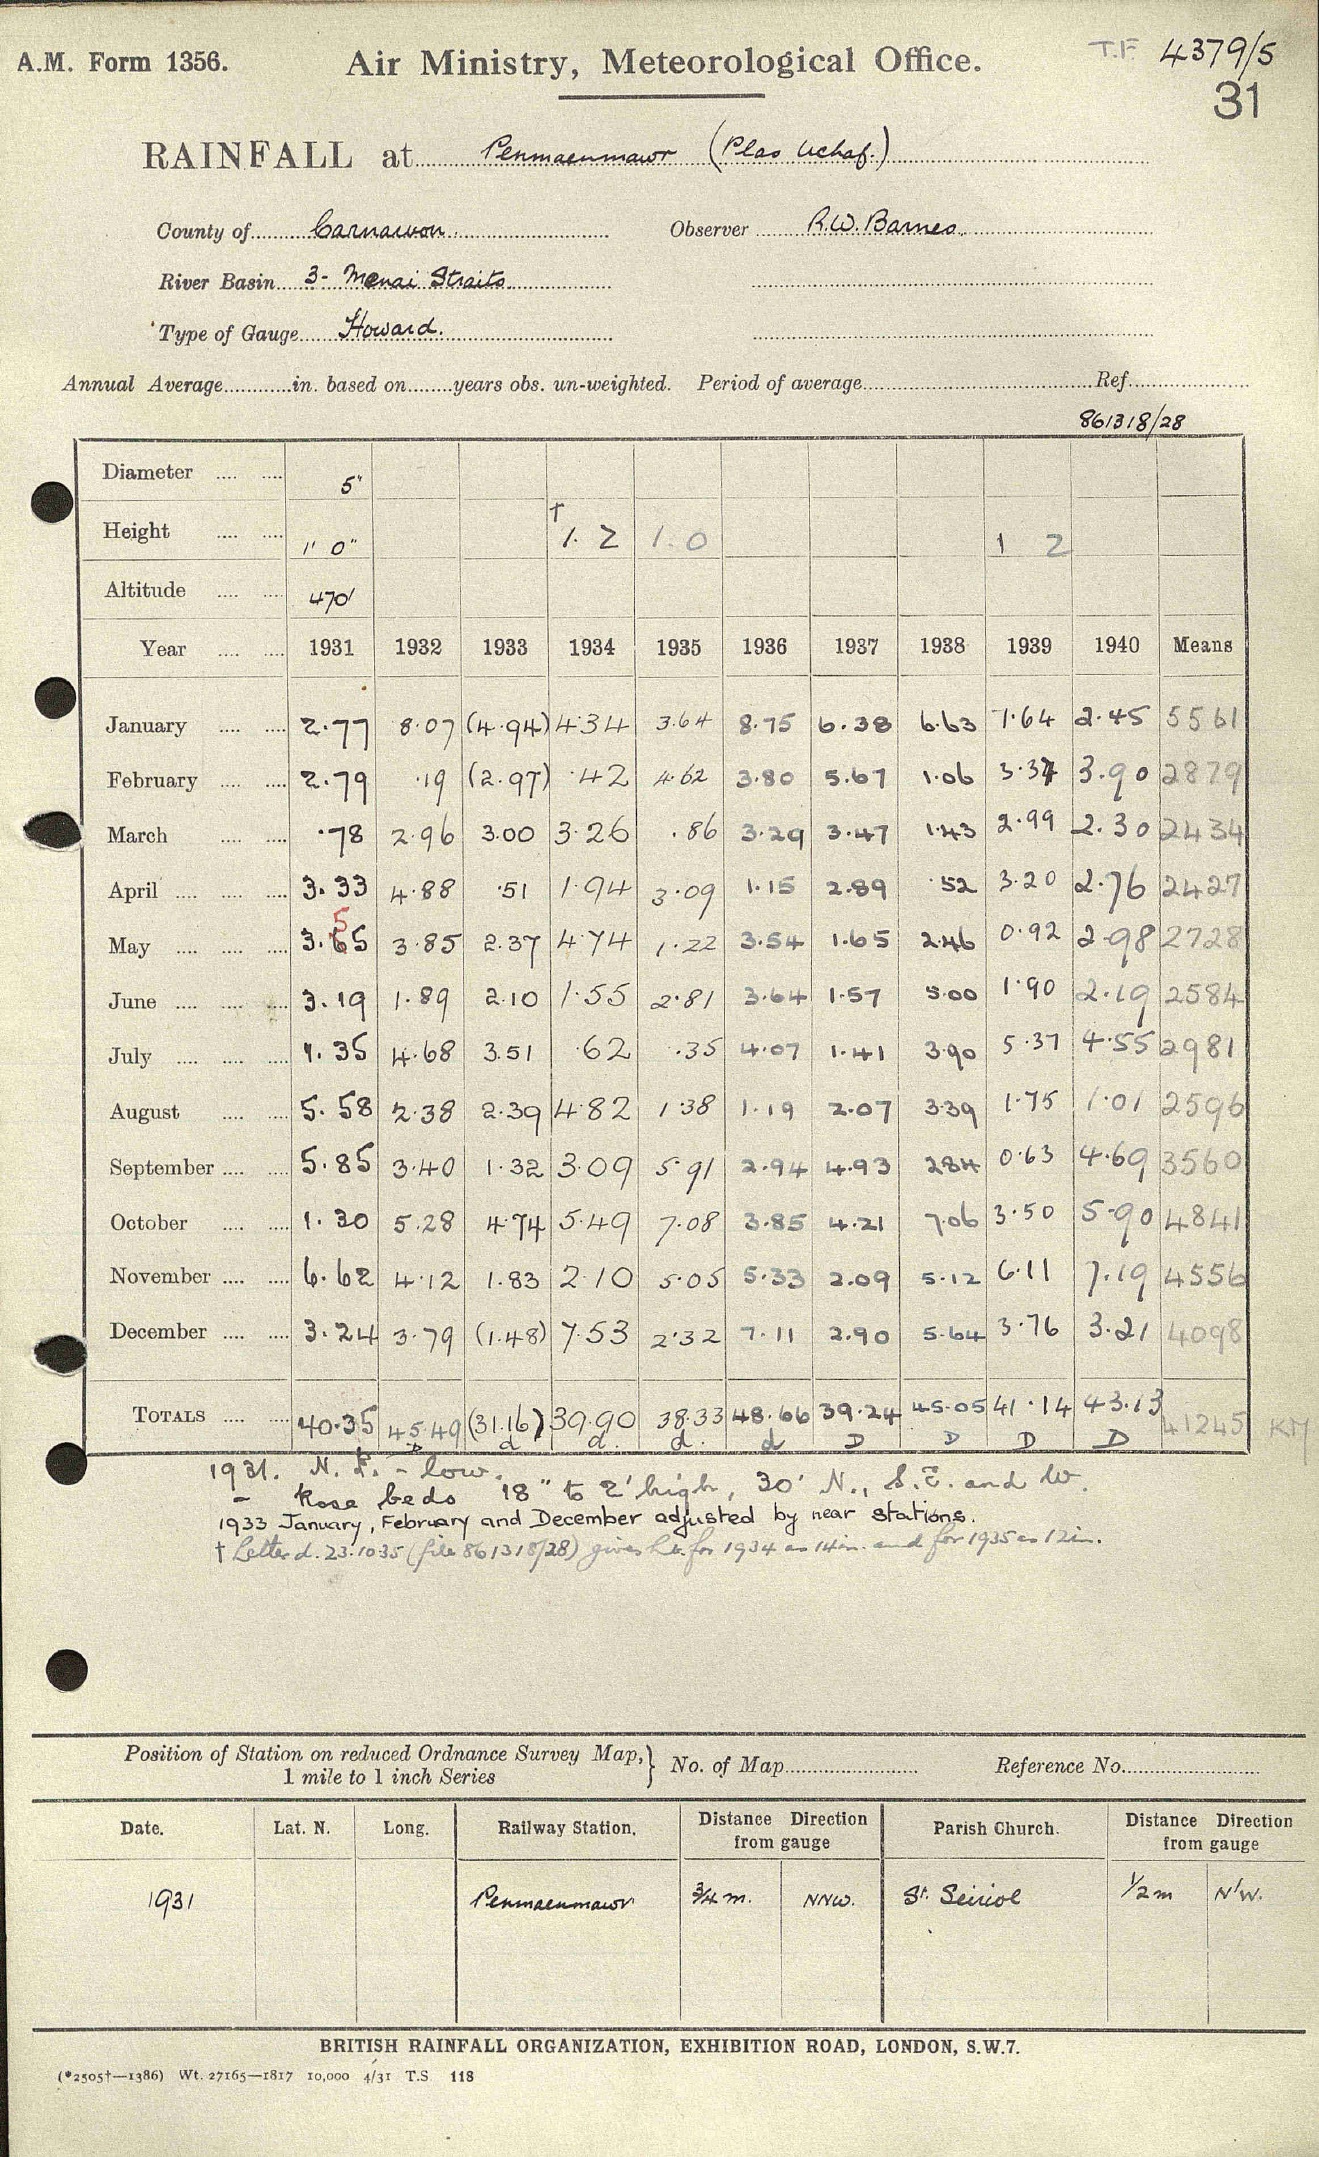 A.M. Form 1356. Air Ministry, Meteorological Office. T.F 4379/5
31
RAINFALL at Penmaenmawr (Plas Uchaf.)
County of Carnarvon. Observer R.W. Barnes.
River Basin 3- Menai Straits
Type of Gauge Howard.
Annual Average in. based on years obs. un-weighted. Period of average Ref.
861318/28
Diameter 5"
Height 1' 0" † 1. 2 1. 0 1 2
Altitude 470'
Year 1931 1932 1933 1934 1935 1936 1937 1938 1939 1940 Means
January 2.77 8.07 (4.94) 4.34 3.64 8.75 6.38 6.63 7.64 2.45 5561
February 2.79 .19 (2.97) .42 4.62 3.80 5.67 1.06 3.37 3.90 2879
March .78 2.96 3.00 3.26 .86 3.29 3.47 1.43 2.99 2.30 2434
April 3.33 4.88 .51 1.94 3.09 1.15 2.89 .52 3.20 2.76 2427
5
May 3.65 3.85 2.37 4.74 1.22 3.54 1.65 2.46 0.92 2.98 2728
June 3.19 1.89 2.10 1.55 2.81 3.64 1.57 5.00 1.90 2.19 2584
July 1.35 4.68 3.51 .62 .35 4.07 1.41 3.90 5.37 4.55 2981
August 5.58 2.38 2.39 4.82 1.38 1.19 2.07 3.39 1.75 1.01 2596
September 5.85 3.40 1.32 3.09 5.91 2.94 4.93 2.84 0.63 4.69 3560
October 1.30 5.28 4.74 5.49 7.08 3.85 4.21 7.06 3.50 5.90 4841
November 6.62 4.12 1.83 2.10 5.05 5.33 2.09 5.12 6.11 7.19 4556
December 3.24 3.79 (1.48) 7.53 2.32 7.11 2.90 5.64 3.76 3.21 4098
TOTALS 40.35 45.49 (31.16) 39.90 38.33 48.66 39.24 45.05 41.14 43.13 41245 KM
D d d. d. d D D D D
1931. N. E. - low.
- Rose beds 18" to 2' high, 30' N., S.E. and W.
1933 January, February and December adjusted by near stations.
† Letter d. 23.10.35 (file 861318/28) gives ht. for 1934 as 14in. and for 1935 as 12in.
Position of Station on reduced Ordnance Survey Map, 1 mile to 1 inch Series } No. of Map Reference No.
Date. Lat. N. Long. Railway Station. Distance Direction from gauge Parish Church. Distance Direction from gauge
1931 Penmaenmawr 3/4 m. NNW. St. Seiriol 1/2 m N'W.
BRITISH RAINFALL ORGANIZATION, EXHIBITION ROAD, LONDON, S.W.7.
(*2505†—1386) Wt. 27165—1817 10,000 4/31 T.S 118